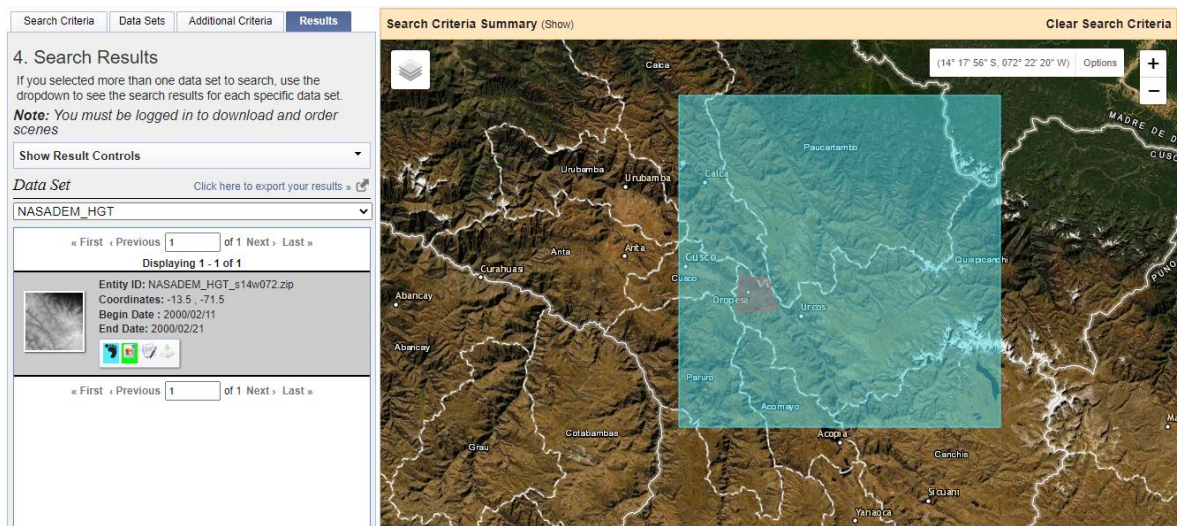 Search Criteria
Data Sets
Additional Criteria
Results
4. Search Results
If you selected more than one data set to search, use the
dropdown to see the search results for each specific data set.
Note: You must be logged in to download and order
scenes
Show Result Controls
Data Set
Click here to export your results »
NASADEM_HGT
« First ‹ Previous 1 of 1 Next › Last »
Displaying 1 - 1 of 1
Entity ID: NASADEM_HGT_s14w072.zip
Coordinates: -13.5 , -71.5
Begin Date : 2000/02/11
End Date: 2000/02/21
« First ‹ Previous 1 of 1 Next › Last »
Search Criteria Summary (Show)
Clear Search Criteria
(14° 17' 56" S, 072° 22' 20" W)
Options
+
−
Calca
MADRE DE D
CUSC
Paucartambo
Urubamba
Urubamba
Calca
Anta
Anta
Cusco
Cusco
Quispicanchi
PUNO
Curahuasi
Abancay
Oropesa
Urcos
Abancay
Paruro
Acomayo
Cotabambas
Acopia
Ma
Grau
Canchis
Sicuani
Yanaoca